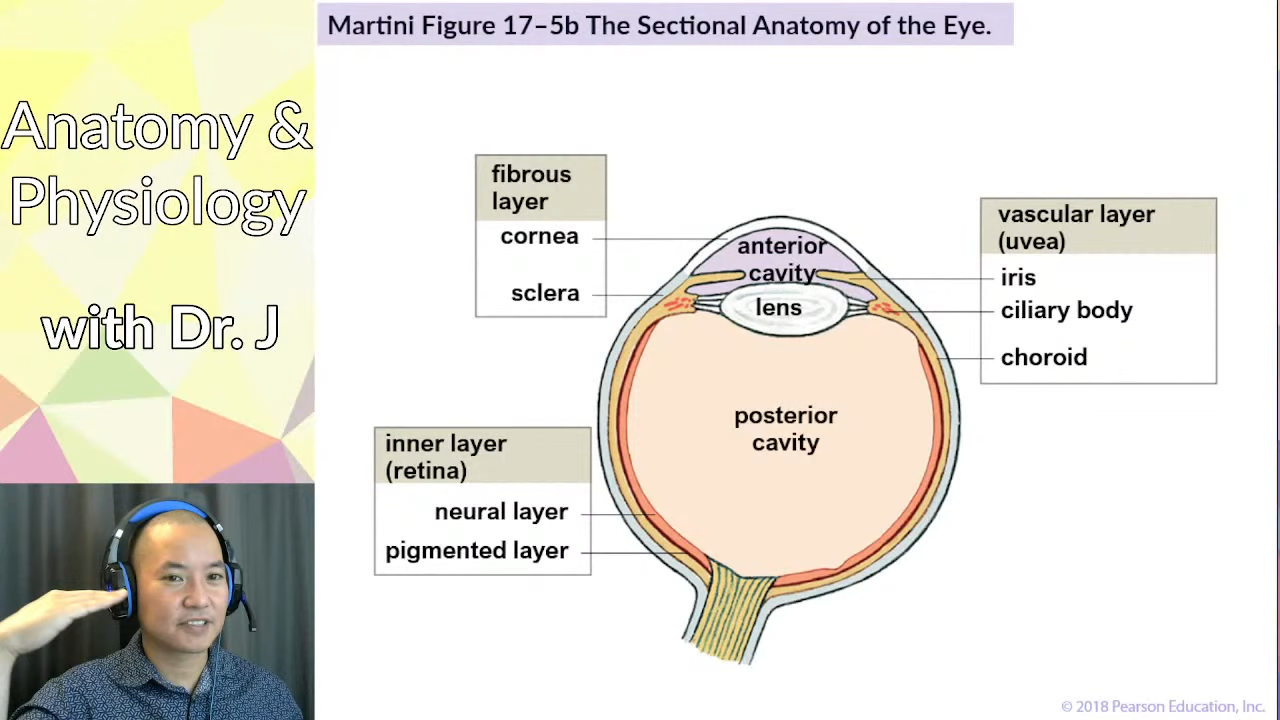 Martini Figure 17–5b The Sectional Anatomy of the Eye.
Anatomy &
Physiology
with Dr. J
fibrous
layer
cornea
sclera
anterior
cavity
lens
vascular layer
(uvea)
iris
ciliary body
choroid
posterior
cavity
inner layer
(retina)
neural layer
pigmented layer
© 2018 Pearson Education, Inc.